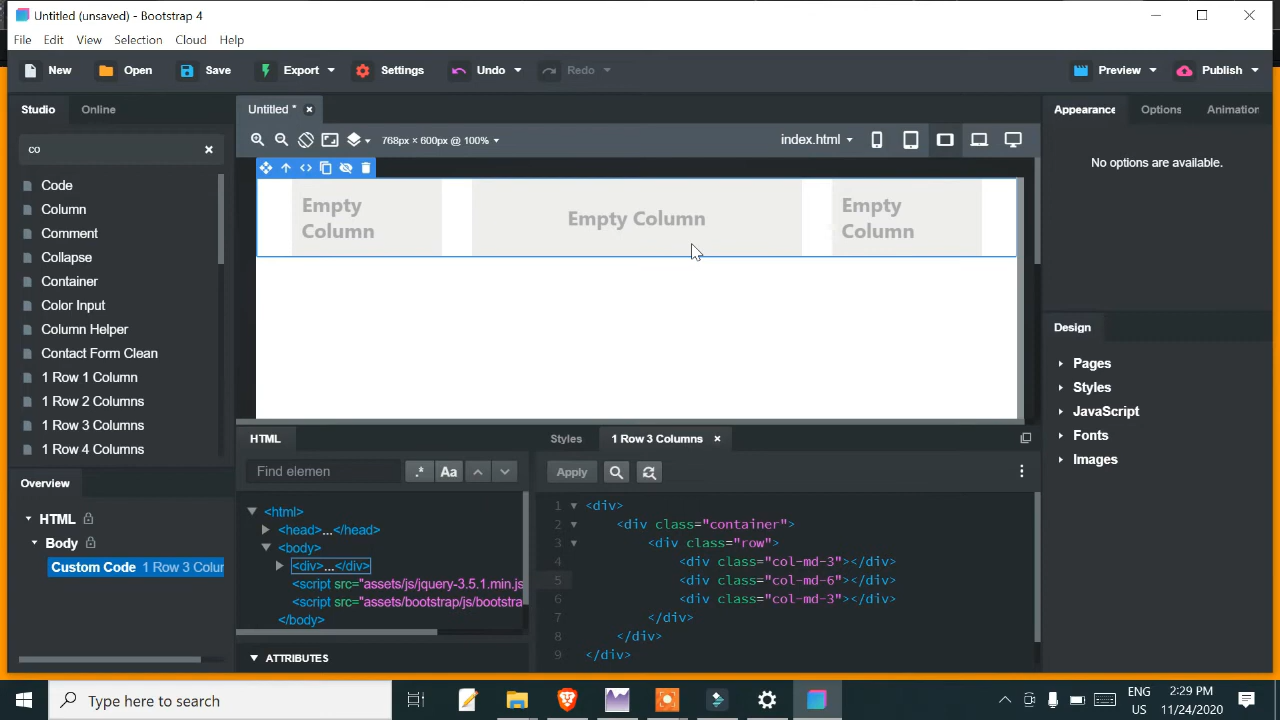 Untitled (unsaved) - Bootstrap 4
File Edit View Selection Cloud Help
New Open Save Export Settings Undo Redo Preview Publish
Studio Online Untitled * Appearance Options Animation
co
768px × 600px @ 100% index.html
No options are available.
Code
Column
Comment
Collapse
Container
Color Input
Column Helper
Contact Form Clean
1 Row 1 Column
1 Row 2 Columns
1 Row 3 Columns
1 Row 4 Columns
Empty
Column
Empty Column
Empty
Column
Design
Pages
Styles
JavaScript
Fonts
Images
Overview
HTML
Body
Custom Code 1 Row 3 Colur
HTML
Find elemen .* Aa
<html>
<head>...</head>
<body>
<div>...</div>
<script src="assets/js/jquery-3.5.1.min.js
<script src="assets/bootstrap/js/bootstra
</body>
ATTRIBUTES
Styles 1 Row 3 Columns
Apply
1 <div>
2 <div class="container">
3 <div class="row">
4 <div class="col-md-3"></div>
5 <div class="col-md-6"></div>
6 <div class="col-md-3"></div>
7 </div>
8 </div>
9 </div>
Type here to search
ENG
US
2:29 PM
11/24/2020